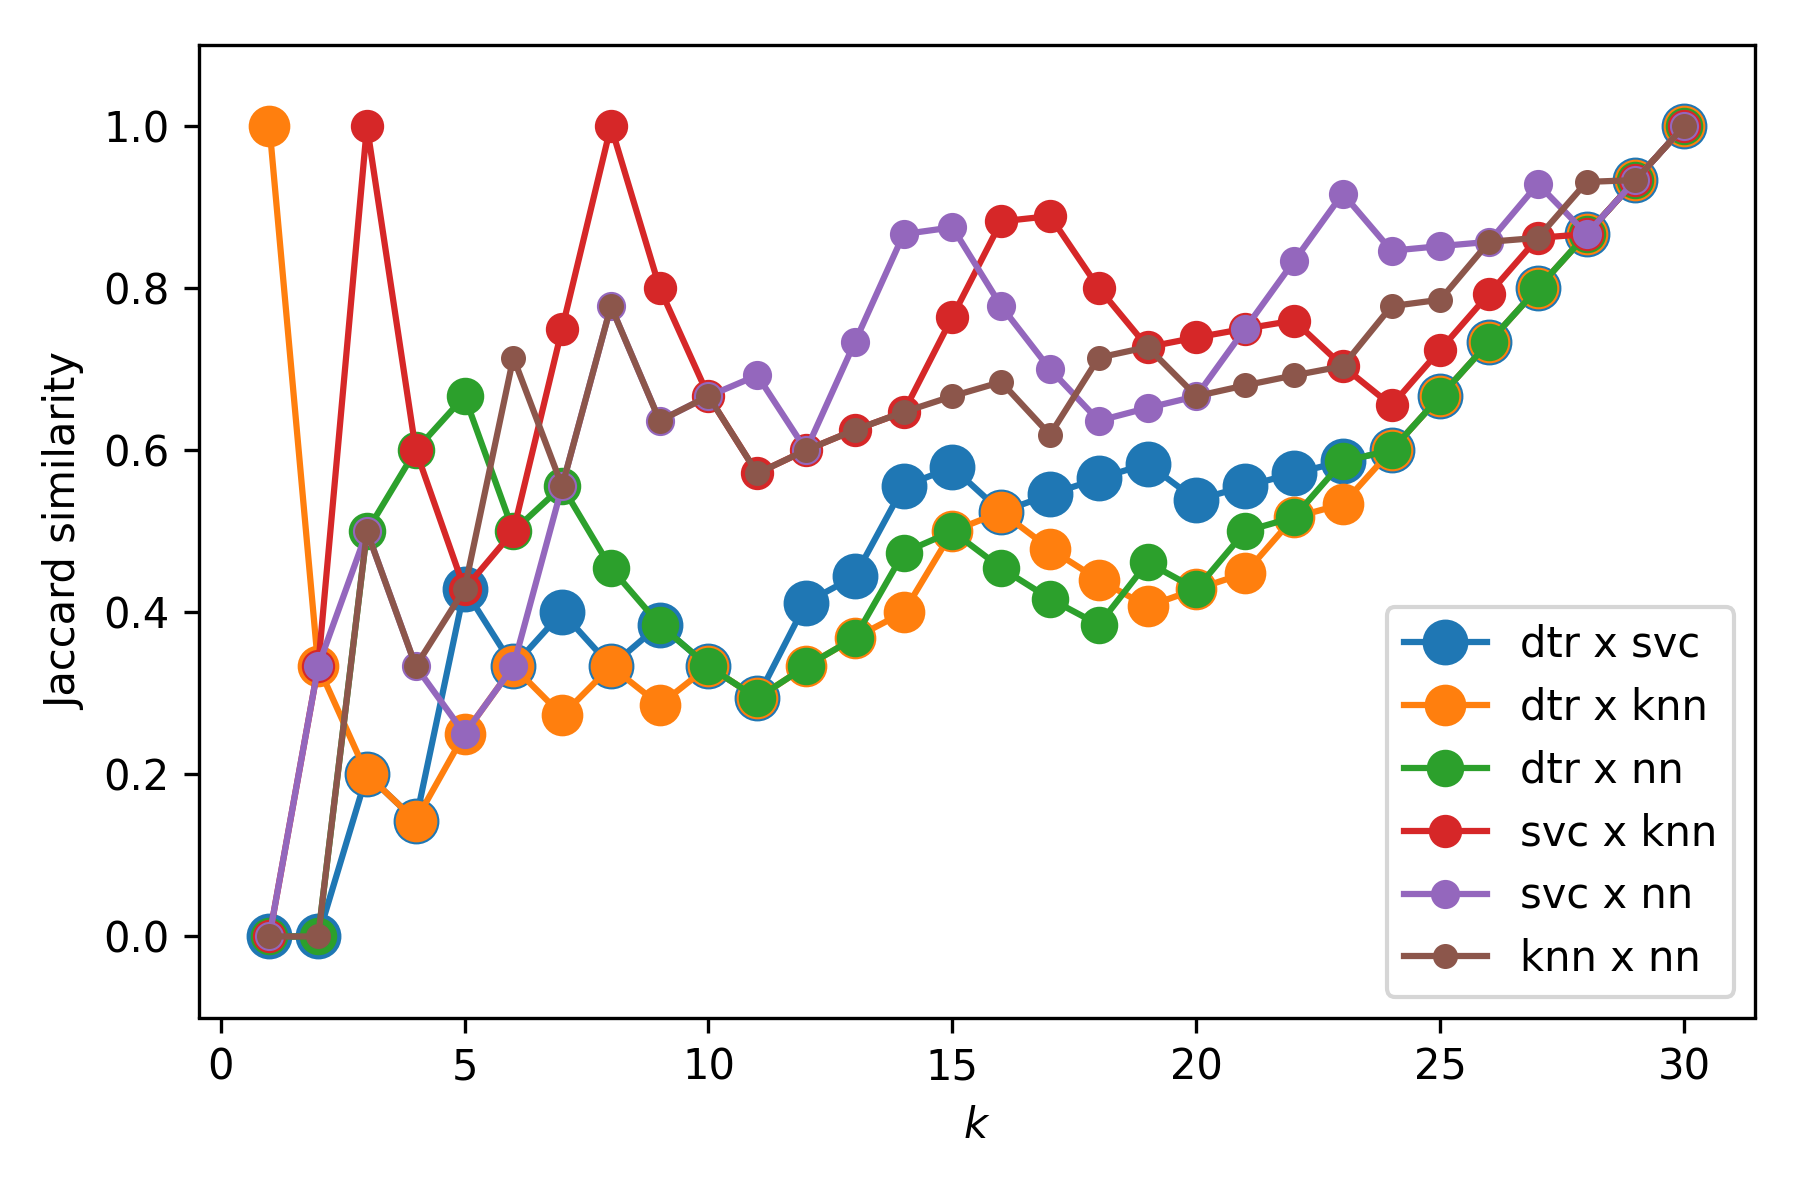 1.0
0.8
0.6
0.4
0.2
0.0
Jaccard similarity
0 5 10 15 20 25 30
k
dtr x svc
dtr x knn
dtr x nn
svc x knn
svc x nn
knn x nn